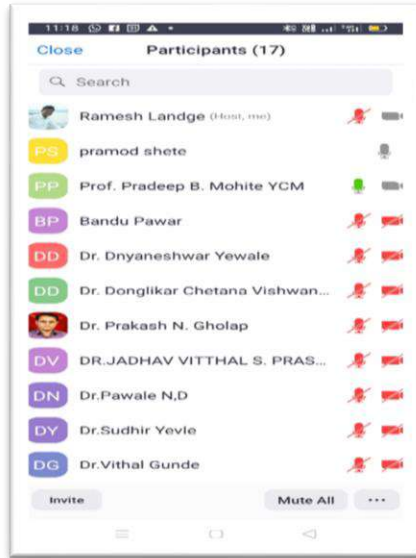 11:18
Close Participants (17)
Search
Ramesh Landge (Host, me)
PS pramod shete
PP Prof. Pradeep B. Mohite YCM
BP Bandu Pawar
DD Dr. Dnyaneshwar Yewale
DD Dr. Donglikar Chetana Vishwan...
Dr. Prakash N. Gholap
DV DR.JADHAV VITTHAL S. PRAS...
DN Dr.Pawale N,D
DY Dr.Sudhir Yevle
DG Dr.Vithal Gunde
Invite Mute All ...